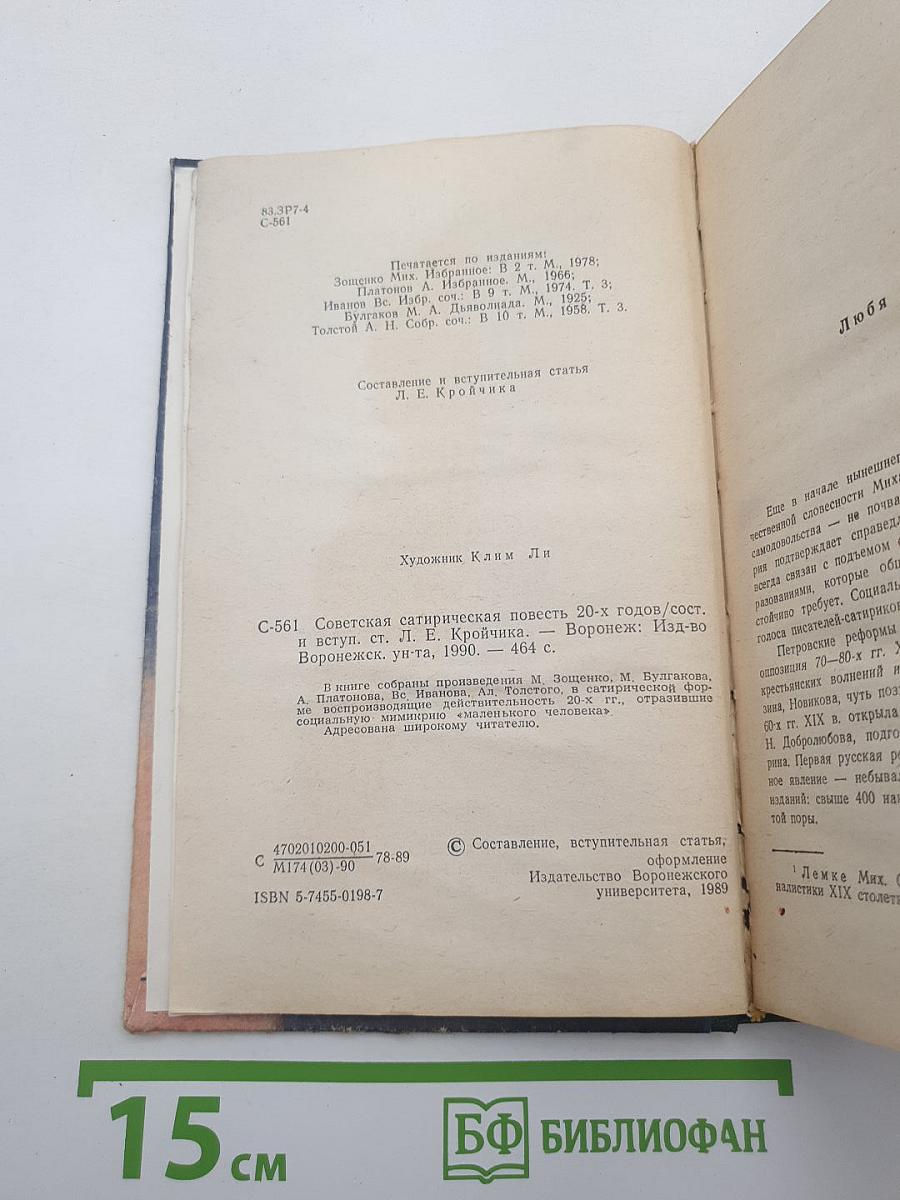 83.3Р7-4
С-561
Печатается по изданиям:
Зощенко Мих. Избранное: В 2 т. М., 1978;
Платонов А. Избранное. М., 1966;
Иванов Вс. Избр. соч.: В 9 т. М., 1974. Т. 3;
Булгаков М. А. Дьяволиада. М., 1925;
Толстой А. Н. Собр. соч.: В 10 т. М., 1958. Т. 3.
Составление и вступительная статья
Л. Е. Кройчика
Художник Клим Ли
С-561 Советская сатирическая повесть 20-х годов/сост.
и вступ. ст. Л. Е. Кройчика. — Воронеж: Изд-во
Воронежск. ун-та, 1990. — 464 с.
В книге собраны произведения М. Зощенко, М. Булгакова,
А. Платонова, Вс Иванова, Ал. Толстого, в сатирической фор-
ме воспроизводящие действительность 20-х гг., отразившие
социальную мимикрию «маленького человека».
Адресована широкому читателю.
С 4702010200-051
М174(03)-90
78-89
ISBN 5-7455-0198-7
© Составление, вступительная статья,
оформление
Издательство Воронежского
университета, 1989
Любя
Еще в начале нынешнег
чественной словесности Миха
самодовольства — не почва
рия подтверждает справедл
всегда связан с подъемом
разованиями, которые общ
стойчиво требует. Социаль
голоса писателей-сатириков
Петровские реформы
оппозиция 70—80-х гг. X
крестьянских волнений и
зина, Новикова, чуть поз
60-х гг. XIX в. открыла
Н. Добролюбова, подго
рина. Первая русская ре
ное явление — небывал
изданий: свыше 400 наи
той поры.
1 Лемке Мих.
налистики XIX столети
15 см
БФ БИБЛИОФАН